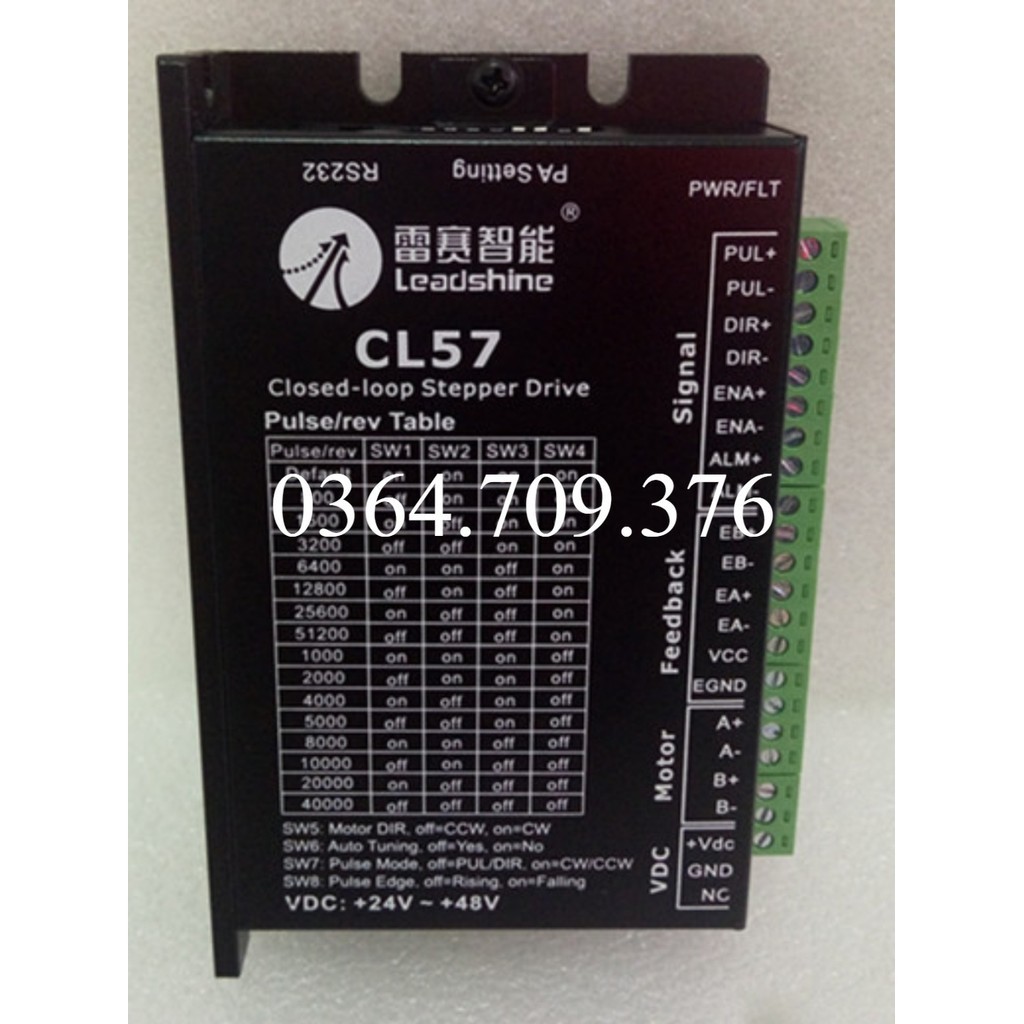 RS232
PA Setting
PWR/FLT
雷赛智能®
Leadshine
CL57
Closed-loop Stepper Drive
Pulse/rev Table
Pulse/rev SW1 SW2 SW3 SW4
Default on on on on
0364.709.376
3200 off off on on
6400 on on off on
12800 off on off on
25600 on off off on
51200 off off off on
1000 on on on off
2000 off on on off
4000 on off on off
5000 off off on off
8000 on on off off
10000 off on off off
20000 on off off off
40000 off off off off
SW5: Motor DIR, off=CCW, on=CW
SW6: Auto Tuning, off=Yes, on=No
SW7: Pulse Mode, off=PUL/DIR, on=CW/CCW
SW8: Pulse Edge, off=Rising, on=Falling
VDC: +24V ~ +48V
Signal
PUL+
PUL-
DIR+
DIR-
ENA+
ENA-
ALM+
Feedback
EB+
EB-
EA+
EA-
VCC
EGND
Motor
A+
A-
B+
B-
VDC
+Vdc
GND
NC